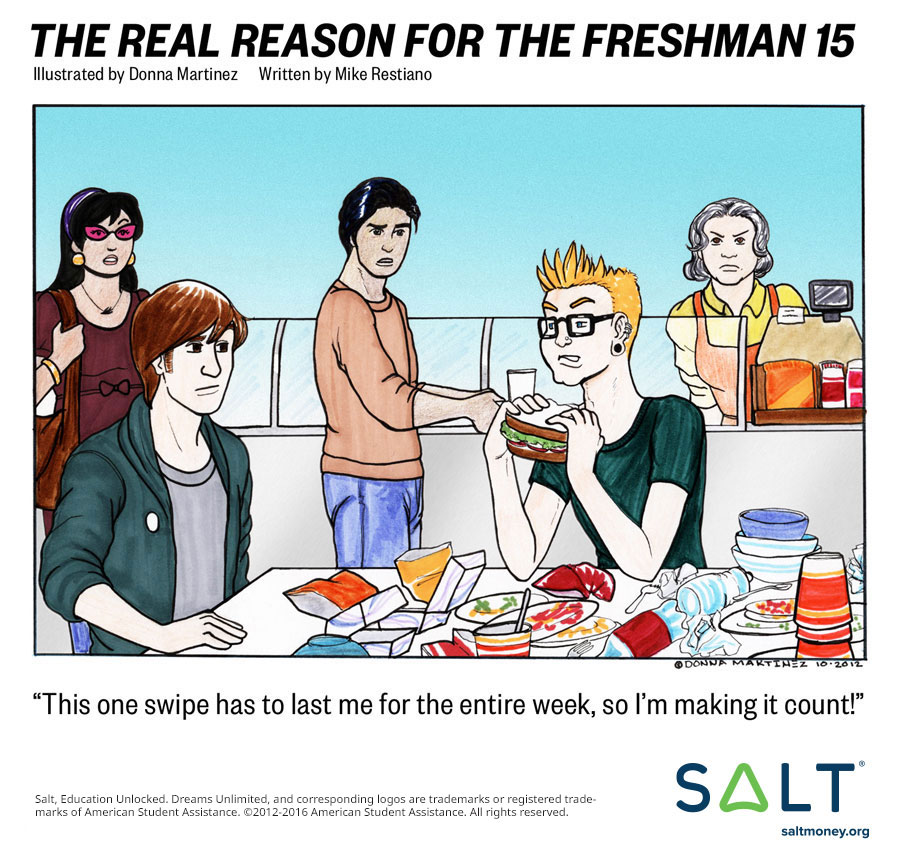 THE REAL REASON FOR THE FRESHMAN 15
Illustrated by Donna Martinez Written by Mike Restiano
©DONNA MARTINEZ 10·2012
“This one swipe has to last me for the entire week, so I’m making it count!”
Salt, Education Unlocked. Dreams Unlimited, and corresponding logos are trademarks or registered trade-
marks of American Student Assistance. ©2012-2016 American Student Assistance. All rights reserved.
SALT®
saltmoney.org